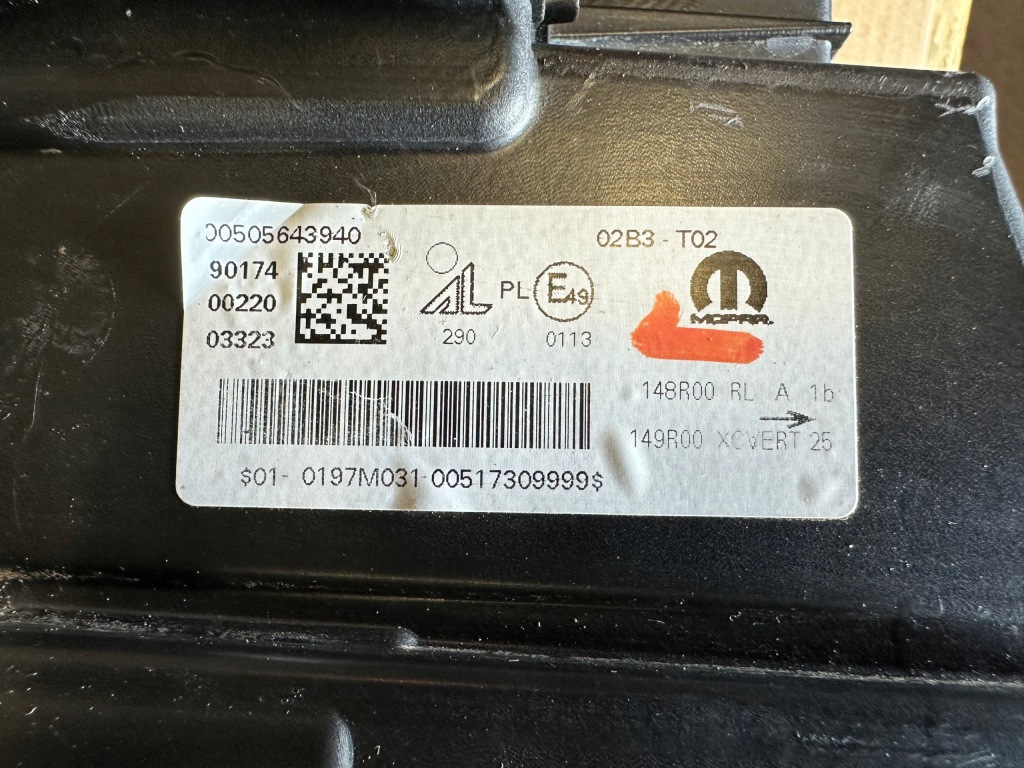 00505643940
90174
00220
03323
AL
290
PL
E49
0113
02B3 - T02
MOPAR
148R00 RL A 1b
149R00 XCVERT 25
$01- 0197M031-00517309999$